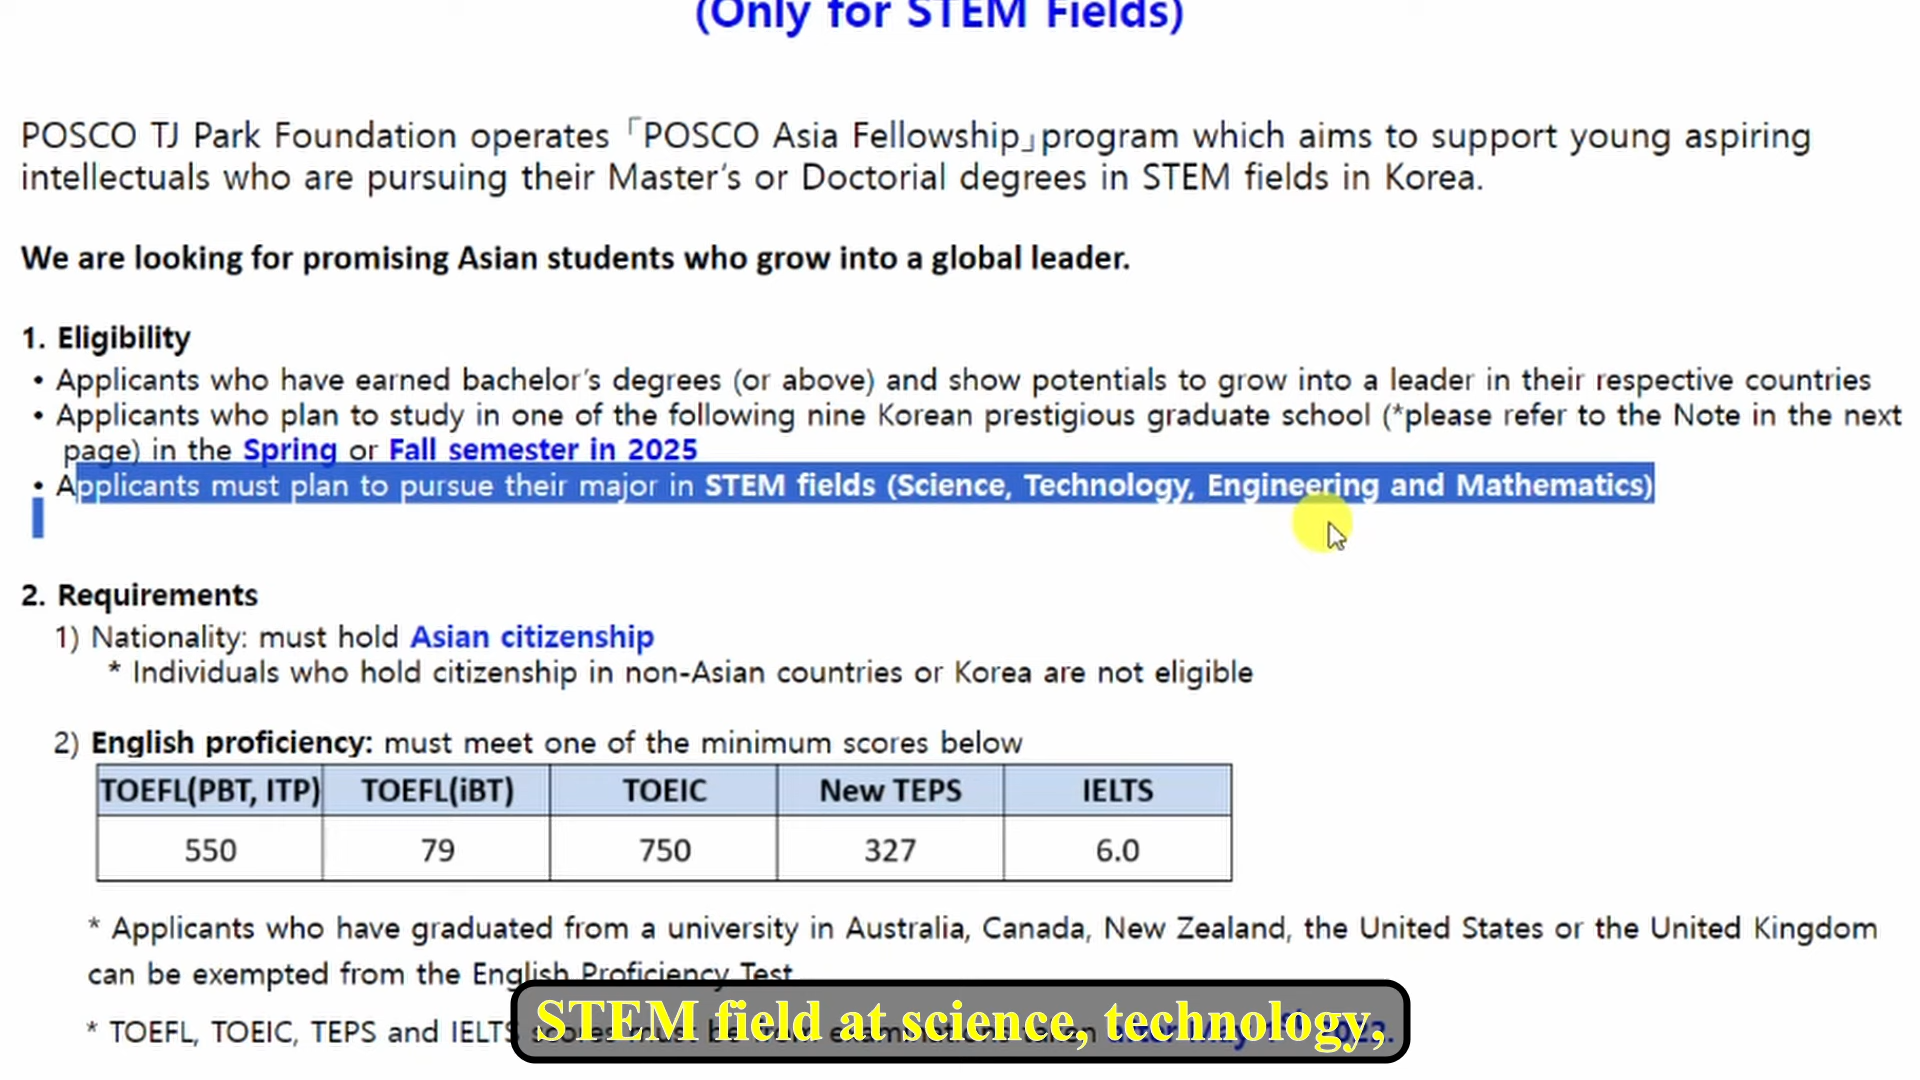 (Only for STEM Fields)
POSCO TJ Park Foundation operates「POSCO Asia Fellowship」program which aims to support young aspiring
intellectuals who are pursuing their Master's or Doctorial degrees in STEM fields in Korea.
We are looking for promising Asian students who grow into a global leader.
1. Eligibility
• Applicants who have earned bachelor's degrees (or above) and show potentials to grow into a leader in their respective countries
• Applicants who plan to study in one of the following nine Korean prestigious graduate school (*please refer to the Note in the next
page) in the Spring or Fall semester in 2025
• Applicants must plan to pursue their major in STEM fields (Science, Technology, Engineering and Mathematics)
2. Requirements
1) Nationality: must hold Asian citizenship
* Individuals who hold citizenship in non-Asian countries or Korea are not eligible
2) English proficiency: must meet one of the minimum scores below
TOEFL(PBT, ITP) TOEFL(iBT) TOEIC New TEPS IELTS
550 79 750 327 6.0
* Applicants who have graduated from a university in Australia, Canada, New Zealand, the United States or the United Kingdom
can be exempted from the English Proficiency Test
* TOEFL, TOEIC, TEPS and IELTS
STEM field at science, technology,